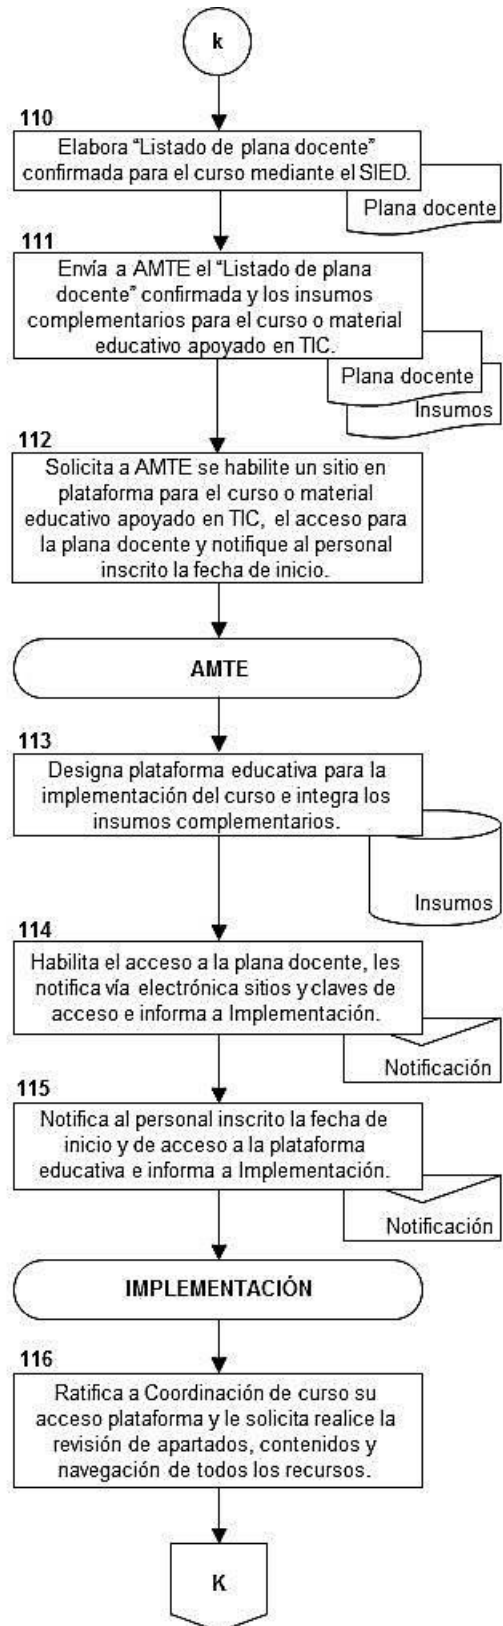 k
110
Elabora “Listado de plana docente”
confirmada para el curso mediante el SIED.
Plana docente
111
Envía a AMTE el “Listado de plana
docente” confirmada y los insumos
complementarios para el curso o material
educativo apoyado en TIC.
Plana docente
Insumos
112
Solicita a AMTE se habilite un sitio en
plataforma para el curso o material
educativo apoyado en TIC, el acceso para
la plana docente y notifique al personal
inscrito la fecha de inicio.
AMTE
113
Designa plataforma educativa para la
implementación del curso e integra los
insumos complementarios.
Insumos
114
Habilita el acceso a la plana docente, les
notifica vía electrónica sitios y claves de
acceso e informa a Implementación.
Notificación
115
Notifica al personal inscrito la fecha de
inicio y de acceso a la plataforma
educativa e informa a Implementación.
Notificación
IMPLEMENTACIÓN
116
Ratifica a Coordinación de curso su
acceso plataforma y le solicita realice la
revisión de apartados, contenidos y
navegación de todos los recursos.
K